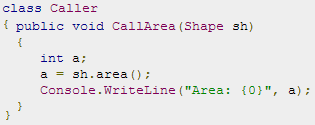 class Caller
{ public void CallArea(Shape sh)
{
int a;
a = sh.area();
Console.WriteLine("Area: {0}", a);
}
}